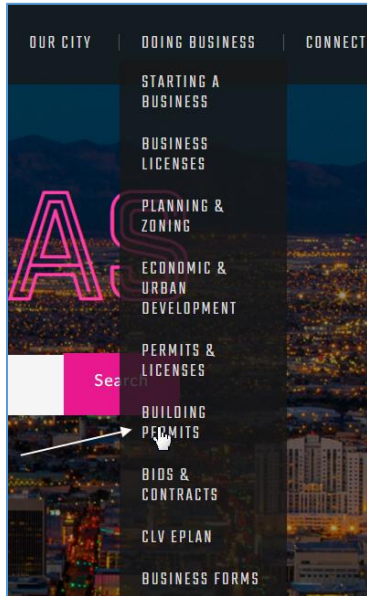 OUR CITY
DOING BUSINESS
CONNECT
STARTING A
BUSINESS
BUSINESS
LICENSES
PLANNING &
ZONING
AS
ECONOMIC &
URBAN
DEVELOPMENT
PERMITS &
LICENSES
Search
BUILDING
PERMITS
BIDS &
CONTRACTS
CLV EPLAN
BUSINESS FORMS